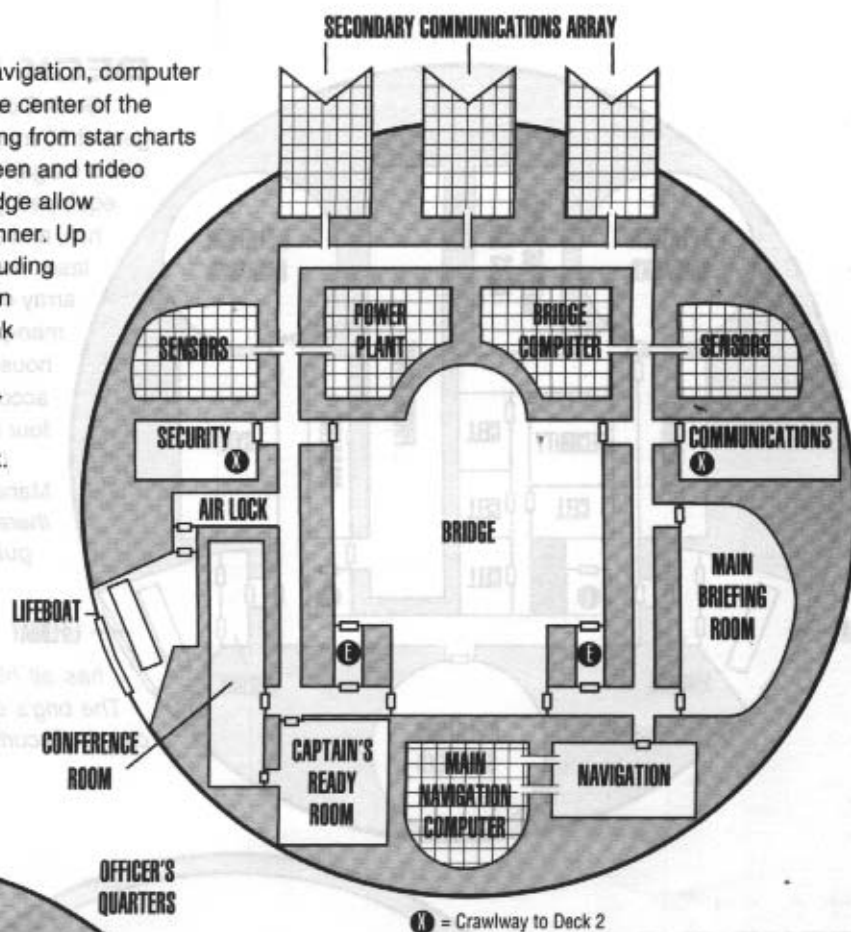 SECONDARY COMMUNICATIONS ARRAY
avigation, computer
e center of the
ng from star charts
een and trideo
dge allow
nner. Up
uding
n
k
.
SENSORS
POWER
PLANT
BRIDGE
COMPUTER
SENSORS
SECURITY
X
COMMUNICATIONS
X
AIR LOCK
BRIDGE
MAIN
BRIEFING
ROOM
LIFEBOAT
E
E
CONFERENCE
ROOM
CAPTAIN'S
READY
ROOM
MAIN
NAVIGATION
COMPUTER
NAVIGATION
OFFICER'S
QUARTERS
X = Crawlway to Deck 2